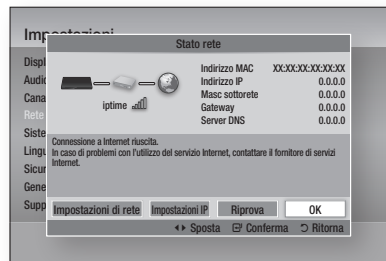 Impostazioni
Stato rete
Displ
Audio
Cana
Rete
Siste
Lingu
Sicur
Gene
Supp
iptime
Indirizzo MAC XX:XX:XX:XX:XX:XX
Indirizzo IP 0.0.0.0
Masc sottorete 0.0.0.0
Gateway 0.0.0.0
Server DNS 0.0.0.0
Connessione a Internet riuscita.
In caso di problemi con l'utilizzo del servizio Internet, contattare il fornitore di servizi
Internet.
Impostazioni di rete Impostazioni IP Riprova OK
Sposta Conferma Ritorna